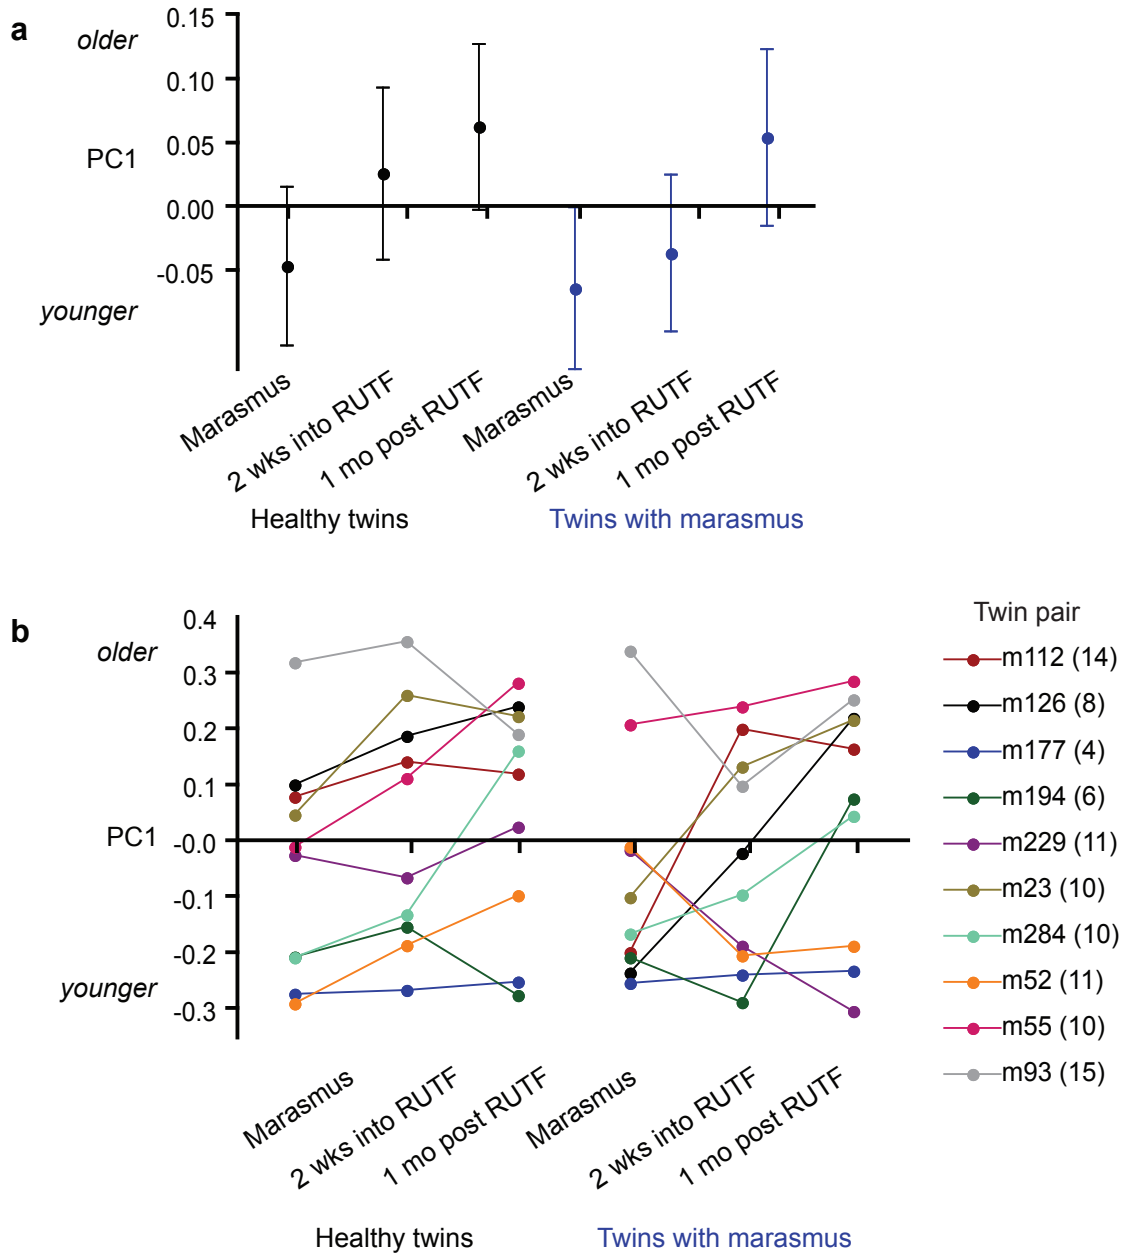 a
older
PC1
younger
0.15
0.10
0.05
0.00
-0.05
Marasmus
2 wks into RUTF
1 mo post RUTF
Marasmus
2 wks into RUTF
1 mo post RUTF
Healthy twins
Twins with marasmus
b
older
PC1
younger
0.4
0.3
0.2
0.1
-0.0
-0.1
-0.2
-0.3
Marasmus
2 wks into RUTF
1 mo post RUTF
Marasmus
2 wks into RUTF
1 mo post RUTF
Healthy twins
Twins with marasmus
Twin pair
m112 (14)
m126 (8)
m177 (4)
m194 (6)
m229 (11)
m23 (10)
m284 (10)
m52 (11)
m55 (10)
m93 (15)